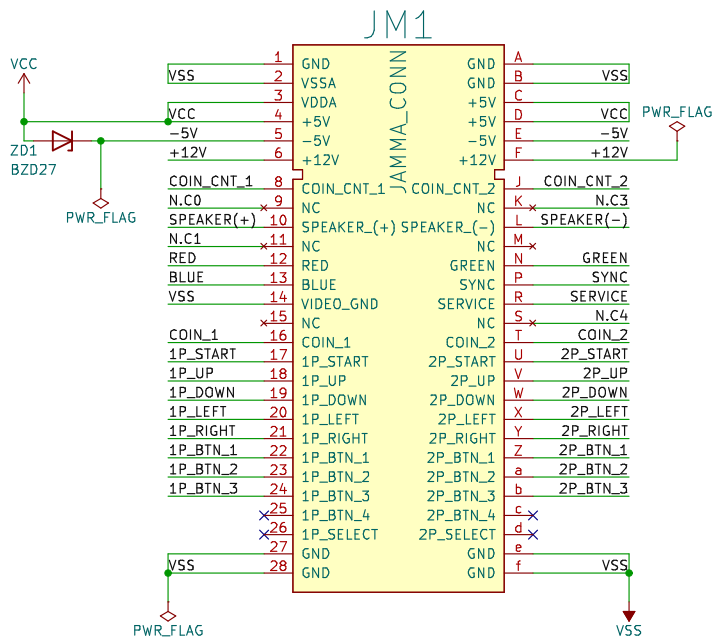 JM1
JAMMA_CONN
VCC
ZD1
BZD27
PWR_FLAG
1 GND GND A
VSS 2 VSSA GND B VSS
3 VDDA +5V C
VCC 4 +5V +5V D VCC
-5V 5 -5V -5V E -5V
+12V 6 +12V +12V F +12V
PWR_FLAG
COIN_CNT_1 8 COIN_CNT_1 COIN_CNT_2 J COIN_CNT_2
N.C0 9 NC NC K N.C3
SPEAKER(+) 10 SPEAKER_(+) SPEAKER_(-) L SPEAKER(-)
N.C1 11 NC NC M
RED 12 RED GREEN N GREEN
BLUE 13 BLUE SYNC P SYNC
VSS 14 VIDEO_GND SERVICE R SERVICE
15 NC NC S N.C4
COIN_1 16 COIN_1 COIN_2 T COIN_2
1P_START 17 1P_START 2P_START U 2P_START
1P_UP 18 1P_UP 2P_UP V 2P_UP
1P_DOWN 19 1P_DOWN 2P_DOWN W 2P_DOWN
1P_LEFT 20 1P_LEFT 2P_LEFT X 2P_LEFT
1P_RIGHT 21 1P_RIGHT 2P_RIGHT Y 2P_RIGHT
1P_BTN_1 22 1P_BTN_1 2P_BTN_1 Z 2P_BTN_1
1P_BTN_2 23 1P_BTN_2 2P_BTN_2 a 2P_BTN_2
1P_BTN_3 24 1P_BTN_3 2P_BTN_3 b 2P_BTN_3
25 1P_BTN_4 2P_BTN_4 c
26 1P_SELECT 2P_SELECT d
27 GND GND e
VSS 28 GND GND f VSS
PWR_FLAG
VSS